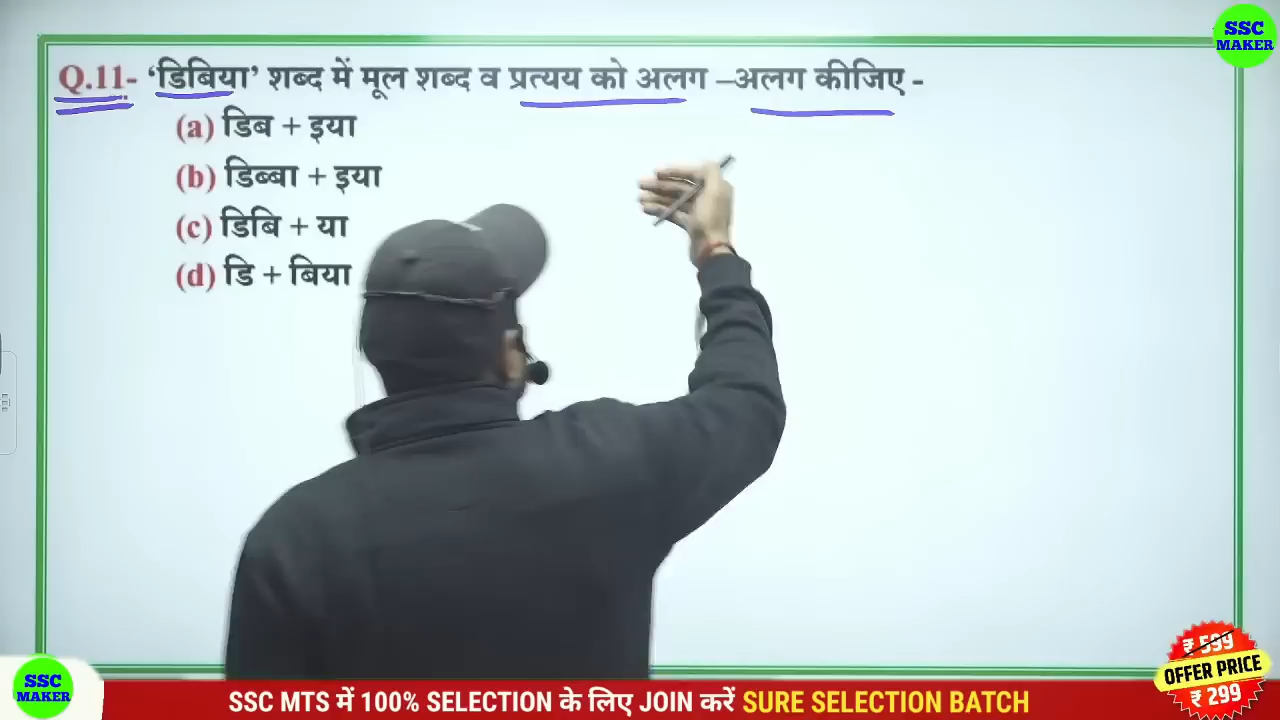 SSC
MAKER
Q.11- ‘डिबिया’ शब्द में मूल शब्द व प्रत्यय को अलग –अलग कीजिए -
(a) डिब + इया
(b) डिब्बा + इया
(c) डिबि + या
(d) डि + बिया
₹ 599
OFFER PRICE
₹ 299
SSC
MAKER
SSC MTS में 100% SELECTION के लिए JOIN करें SURE SELECTION BATCH